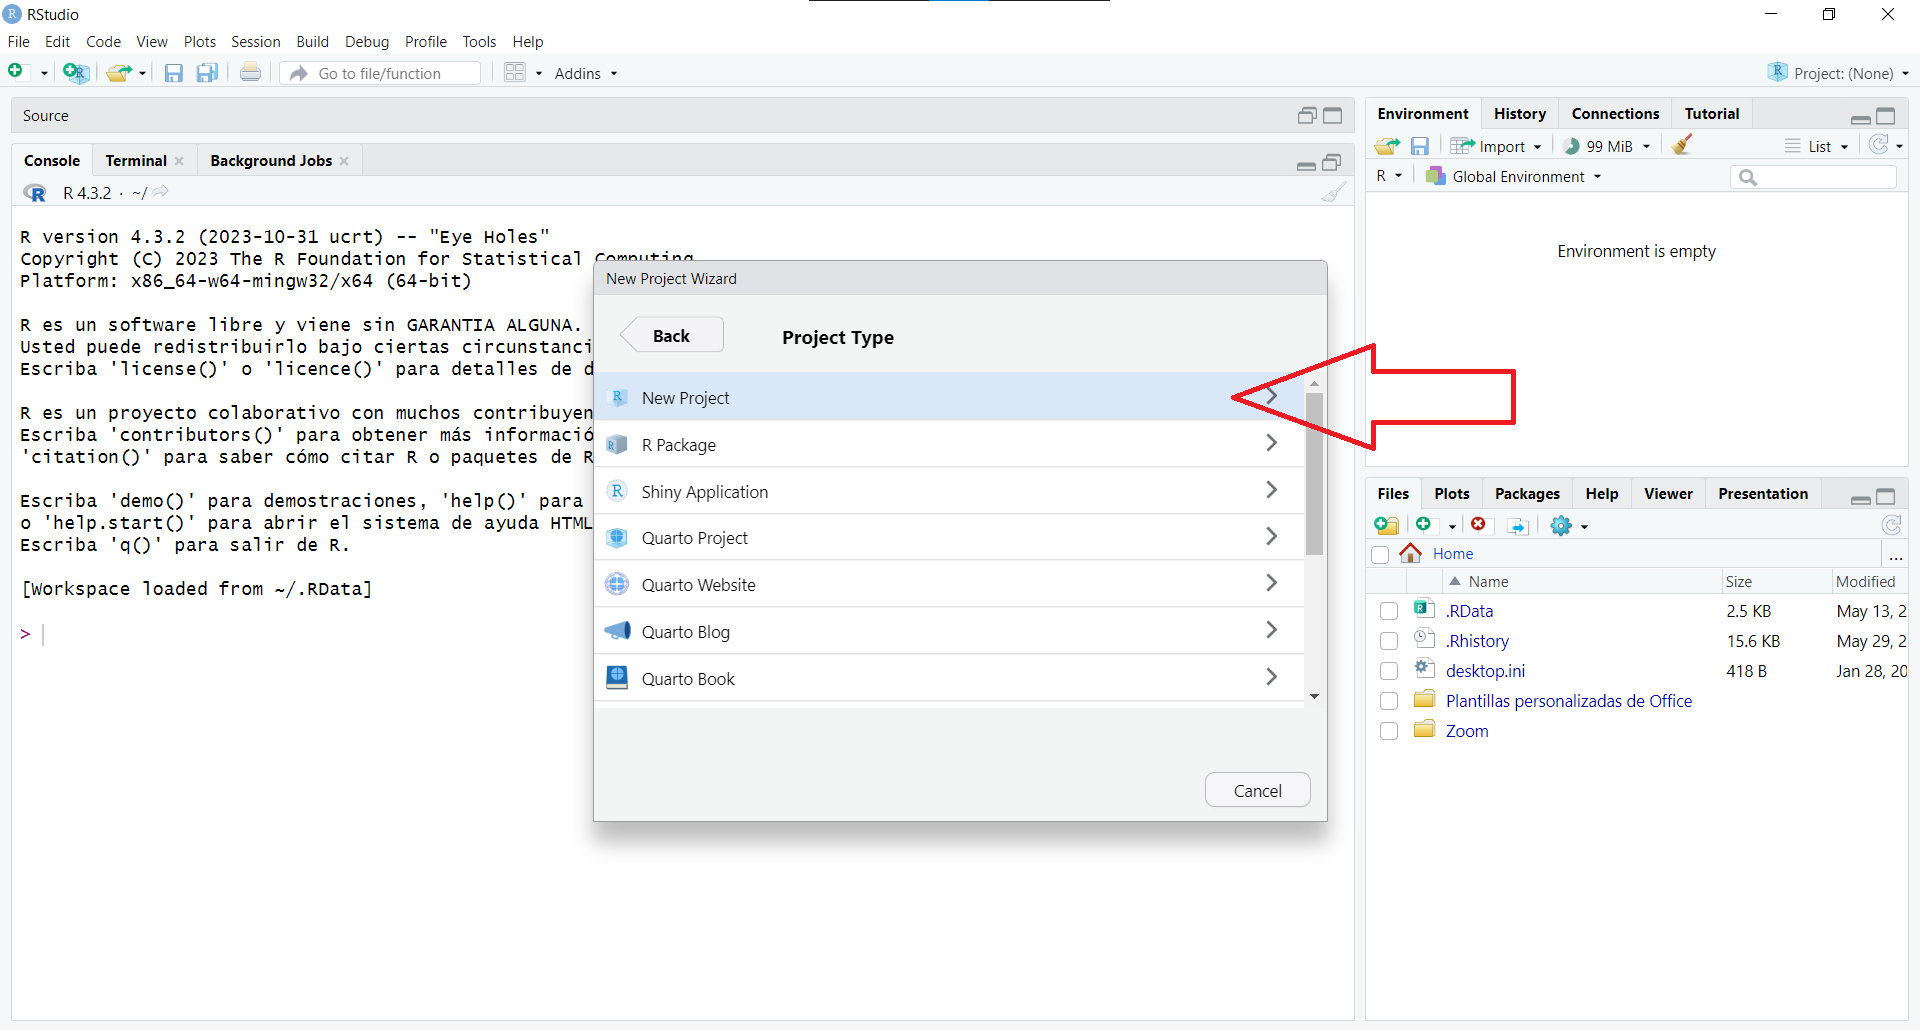 RStudio
File Edit Code View Plots Session Build Debug Profile Tools Help
Go to file/function Addins Project: (None)
Source
Console Terminal Background Jobs
R 4.3.2 · ~/
R version 4.3.2 (2023-10-31 ucrt) -- "Eye Holes"
Copyright (C) 2023 The R Foundation for Statistical Computing
Platform: x86_64-w64-mingw32/x64 (64-bit)
R es un software libre y viene sin GARANTIA ALGUNA.
Usted puede redistribuirlo bajo ciertas circunstanci
Escriba 'license()' o 'licence()' para detalles de d
R es un proyecto colaborativo con muchos contribuyen
Escriba 'contributors()' para obtener más informació
'citation()' para saber cómo citar R o paquetes de R
Escriba 'demo()' para demostraciones, 'help()' para
o 'help.start()' para abrir el sistema de ayuda HTML
Escriba 'q()' para salir de R.
[Workspace loaded from ~/.RData]
>
New Project Wizard
Back
Project Type
New Project
R Package
Shiny Application
Quarto Project
Quarto Website
Quarto Blog
Quarto Book
Cancel
Environment History Connections Tutorial
Import 99 MiB List
R Global Environment
Environment is empty
Files Plots Packages Help Viewer Presentation
Home ...
Name Size Modified
.RData 2.5 KB May 13, 2
.Rhistory 15.6 KB May 29, 2
desktop.ini 418 B Jan 28, 20
Plantillas personalizadas de Office
Zoom